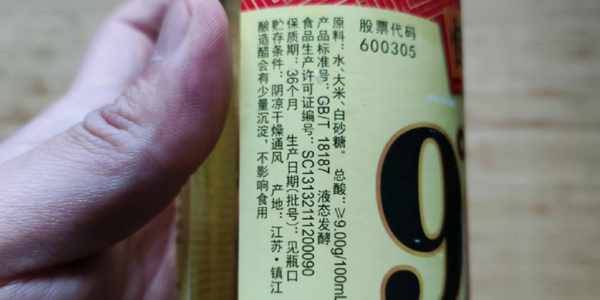 股票代码
600305
原料：水、大米、白砂糖。 总酸：≥9.00g/100mL
产品标准号：GB/T 18187 液态发酵
食品生产许可证编号：SC13132111200090
保质期：36个月 生产日期(批号)：见瓶口
贮存条件：阴凉干燥通风 产地：江苏·镇江
酿造醋会有少量沉淀，不影响食用
9